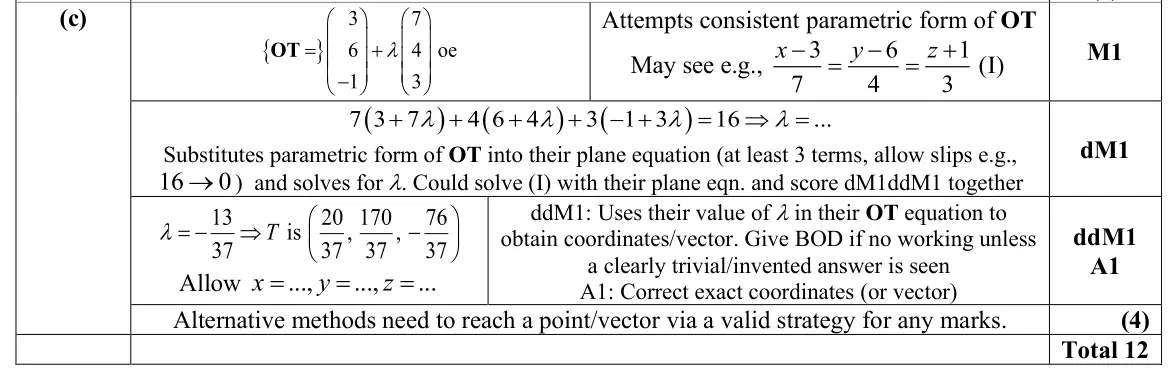 (c)
{OT =} (3 6 −1) + λ (7 4 3) oe
Attempts consistent parametric form of OT
May see e.g., (x − 3)/7 = (y − 6)/4 = (z + 1)/3 (I)
M1
7(3 + 7λ) + 4(6 + 4λ) + 3(−1 + 3λ) = 16 ⇒ λ = ...
Substitutes parametric form of OT into their plane equation (at least 3 terms, allow slips e.g.,
16 → 0) and solves for λ. Could solve (I) with their plane eqn. and score dM1ddM1 together
dM1
λ = −13/37 ⇒ T is (20/37, 170/37, −76/37)
Allow x = ..., y = ..., z = ...
ddM1: Uses their value of λ in their OT equation to
obtain coordinates/vector. Give BOD if no working unless
a clearly trivial/invented answer is seen
A1: Correct exact coordinates (or vector)
ddM1
A1
Alternative methods need to reach a point/vector via a valid strategy for any marks.
(4)
Total 12